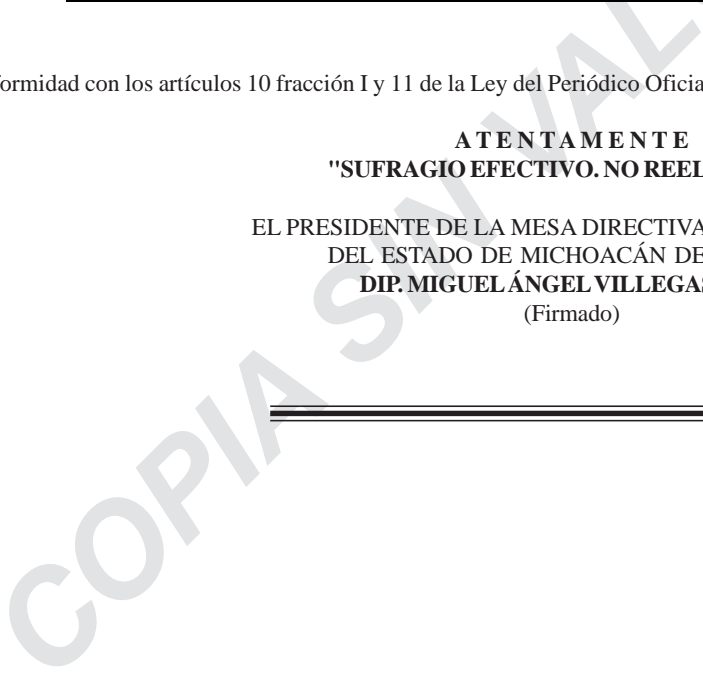 formidad con los artículos 10 fracción I y 11 de la Ley del Periódico Oficia
A T E N T A M E N T E
"SUFRAGIO EFECTIVO. NO REEL
EL PRESIDENTE DE LA MESA DIRECTIVA
DEL ESTADO DE MICHOACÁN DE
DIP. MIGUEL ÁNGEL VILLEGAS
(Firmado)
COPIA SIN VAL